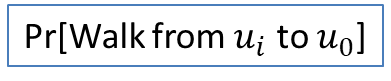 Pr[Walk from u_i to u_0]